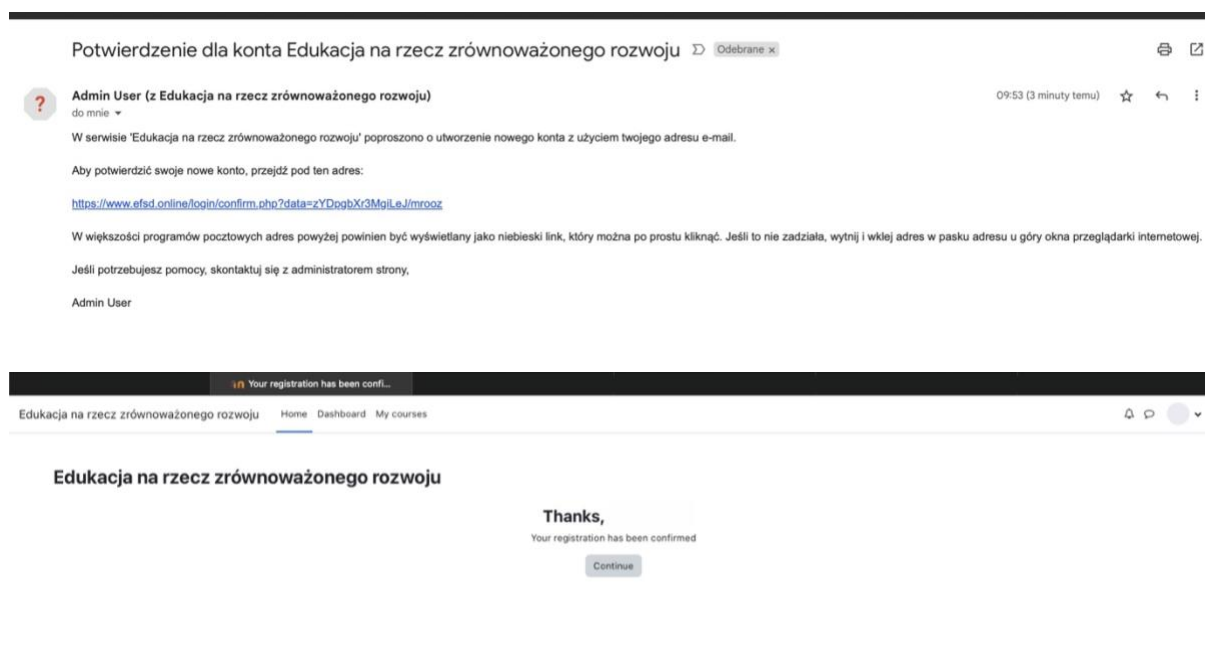 Potwierdzenie dla konta Edukacja na rzecz zrównoważonego rozwoju Odebrane x
Admin User (z Edukacja na rzecz zrównoważonego rozwoju) 09:53 (3 minuty temu)
do mnie
W serwisie 'Edukacja na rzecz zrównoważonego rozwoju' poproszono o utworzenie nowego konta z użyciem twojego adresu e-mail.
Aby potwierdzić swoje nowe konto, przejdź pod ten adres:
https://www.efsd.online/login/confirm.php?data=zYDpgbXr3MgiLeJ/mrooz
W większości programów pocztowych adres powyżej powinien być wyświetlany jako niebieski link, który można po prostu kliknąć. Jeśli to nie zadziała, wytnij i wklej adres w pasku adresu u góry okna przeglądarki internetowej.
Jeśli potrzebujesz pomocy, skontaktuj się z administratorem strony,
Admin User
Your registration has been confi...
Edukacja na rzecz zrównoważonego rozwoju Home Dashboard My courses
Edukacja na rzecz zrównoważonego rozwoju
Thanks,
Your registration has been confirmed
Continue